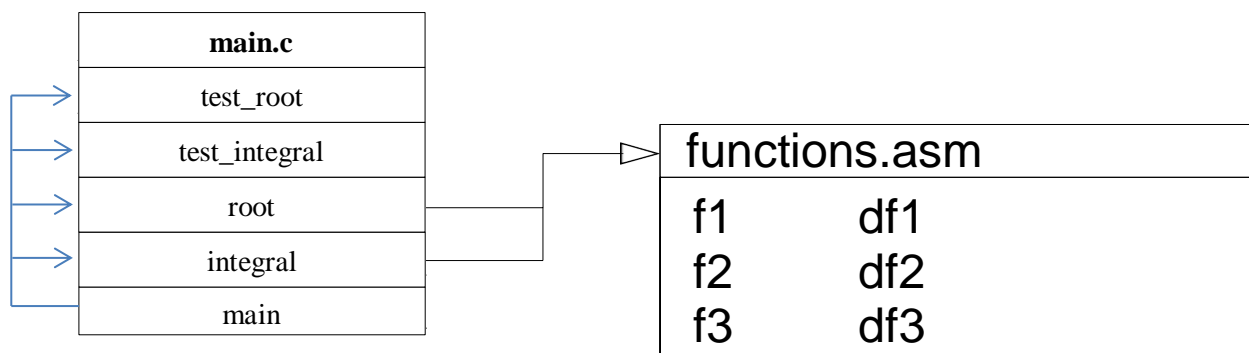 main.c
test_root
test_integral
root
integral
main
functions.asm
f1 df1
f2 df2
f3 df3